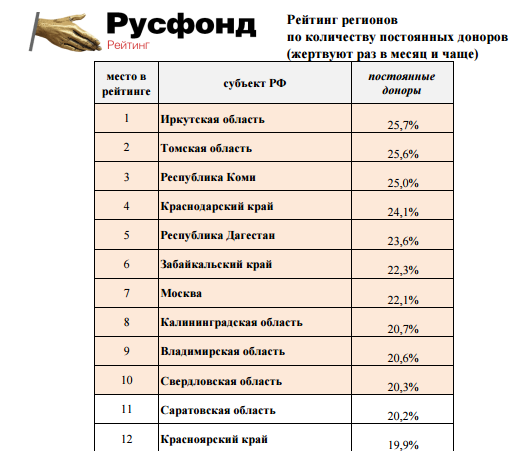 Русфонд
Рейтинг
Рейтинг регионов
по количеству постоянных доноров
(жертвуют раз в месяц и чаще)
место в рейтинге субъект РФ постоянные доноры
1 Иркутская область 25,7%
2 Томская область 25,6%
3 Республика Коми 25,0%
4 Краснодарский край 24,1%
5 Республика Дагестан 23,6%
6 Забайкальский край 22,3%
7 Москва 22,1%
8 Калининградская область 20,7%
9 Владимирская область 20,6%
10 Свердловская область 20,3%
11 Саратовская область 20,2%
12 Красноярский край 19,9%